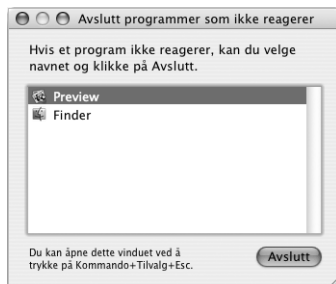 Avslutt programmer som ikke reagerer
Hvis et program ikke reagerer, kan du velge
navnet og klikke på Avslutt.
Preview
Finder
Du kan åpne dette vinduet ved å
trykke på Kommando+Tilvalg+Esc.
Avslutt